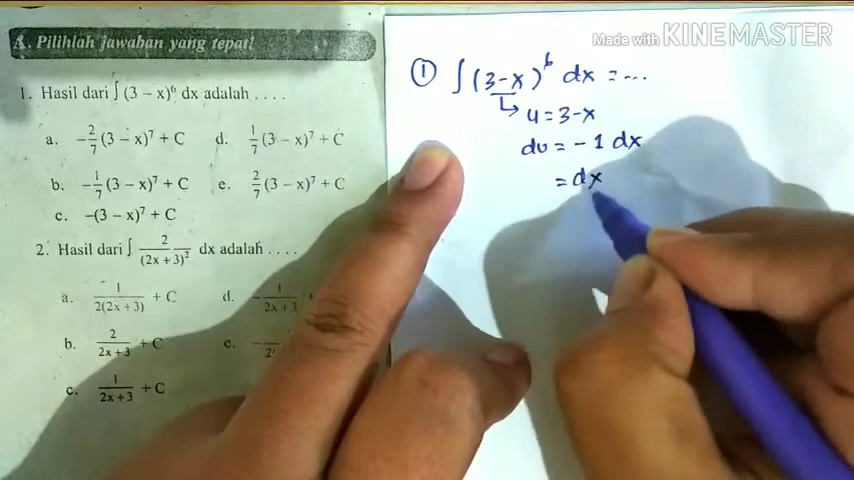 Made with KINEMASTER
A. Pilihlah jawaban yang tepat!
1. Hasil dari ∫ (3 − x)⁶ dx adalah . . . .
a. −2/7 (3 − x)⁷ + C d. 1/7 (3 − x)⁷ + C
b. −1/7 (3 − x)⁷ + C e. 2/7 (3 − x)⁷ + C
c. −(3 − x)⁷ + C
2. Hasil dari ∫ 2/(2x + 3)² dx adalah . . . .
a. 1/2(2x + 3) + C d. −1/2x + 3
b. 2/2x + 3 + C e.
c. 1/2x + 3 + C
① ∫ (3-x)⁶ dx = ...
↳ u = 3-x
du = -1 dx
= dx